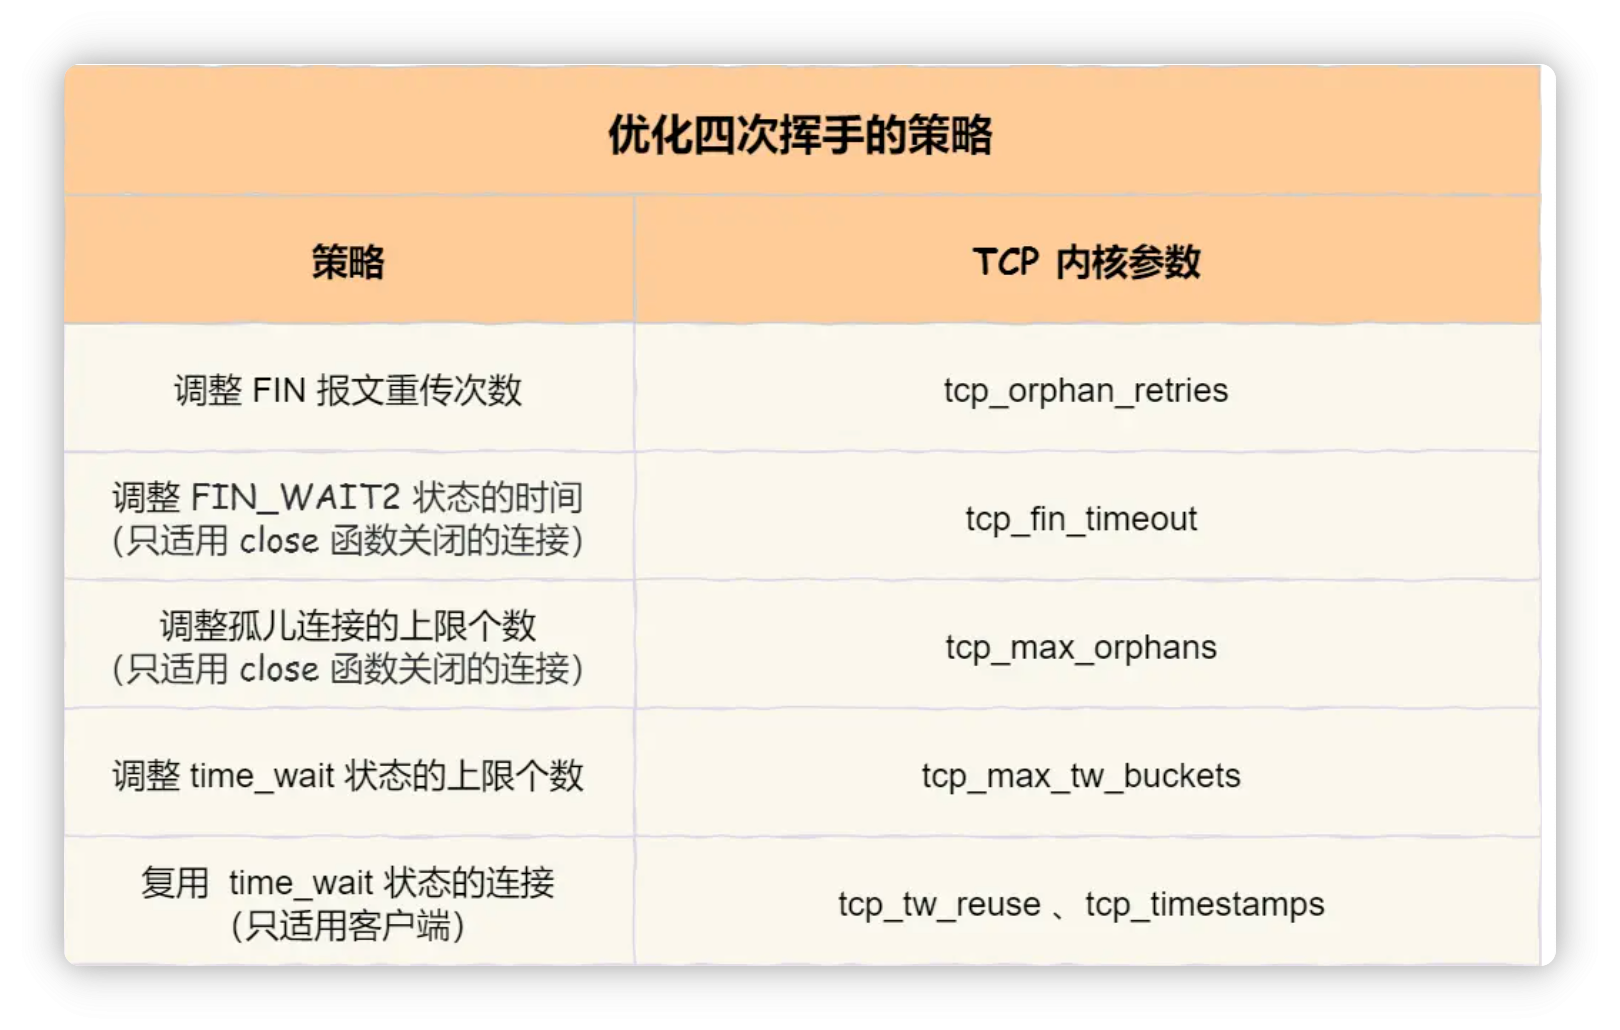 优化四次挥手的策略
策略
TCP 内核参数
调整 FIN 报文重传次数
tcp_orphan_retries
调整 FIN_WAIT2 状态的时间
（只适用 close 函数关闭的连接）
tcp_fin_timeout
调整孤儿连接的上限个数
（只适用 close 函数关闭的连接）
tcp_max_orphans
调整 time_wait 状态的上限个数
tcp_max_tw_buckets
复用 time_wait 状态的连接
（只适用客户端）
tcp_tw_reuse 、tcp_timestamps